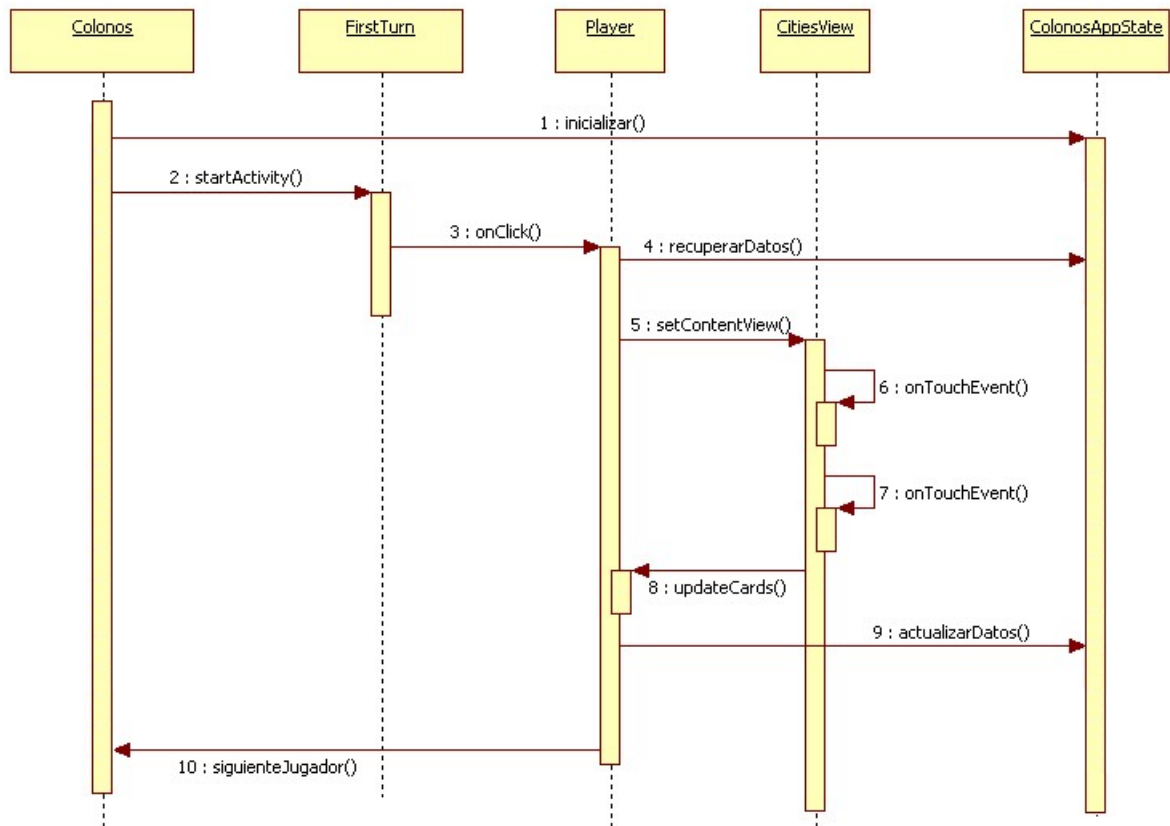 Colonos
FirstTurn
Player
CitiesView
ColonosAppState
1 : inicializar()
2 : startActivity()
3 : onClick()
4 : recuperarDatos()
5 : setContentView()
6 : onTouchEvent()
7 : onTouchEvent()
8 : updateCards()
9 : actualizarDatos()
10 : siguienteJugador()